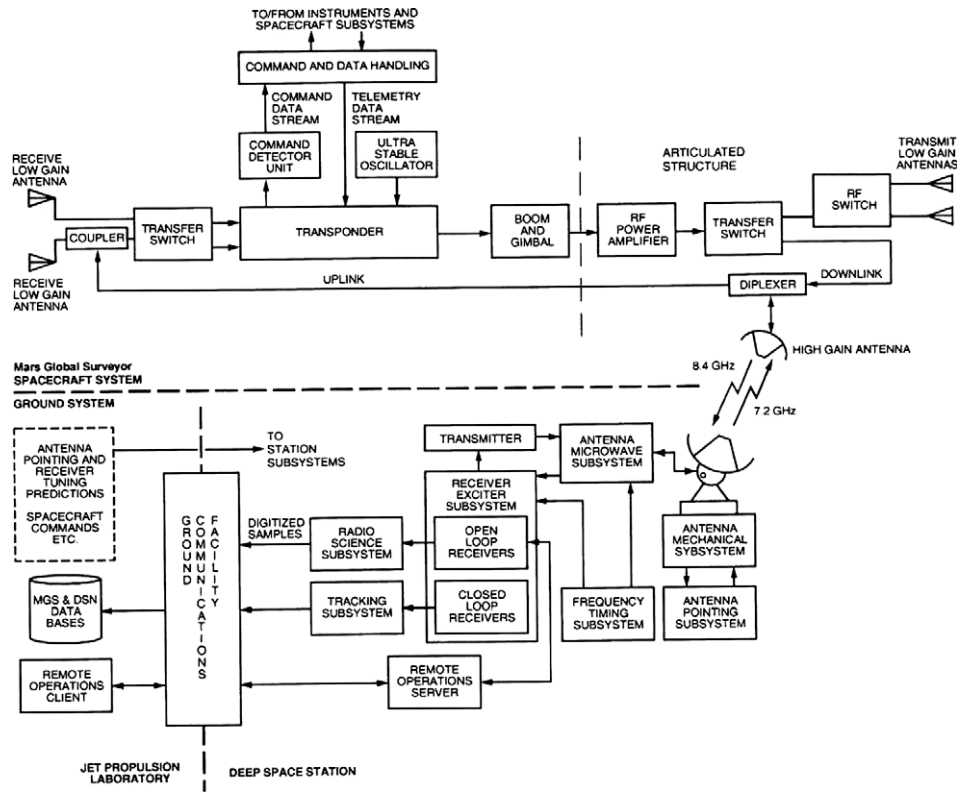 TO/FROM INSTRUMENTS AND
SPACECRAFT SUBSYSTEMS
COMMAND AND DATA HANDLING
COMMAND
DATA
STREAM
TELEMETRY
DATA
STREAM
COMMAND
DETECTOR
UNIT
ULTRA
STABLE
OSCILLATOR
RECEIVE
LOW GAIN
ANTENNA
COUPLER
TRANSFER
SWITCH
TRANSPONDER
BOOM
AND
GIMBAL
ARTICULATED
STRUCTURE
RF
POWER
AMPLIFIER
TRANSFER
SWITCH
RF
SWITCH
TRANSMIT
LOW GAIN
ANTENNAS
RECEIVE
LOW GAIN
ANTENNA
UPLINK
DIPLEXER
DOWNLINK
HIGH GAIN ANTENNA
8.4 GHz
7.2 GHz
Mars Global Surveyor
SPACECRAFT SYSTEM
GROUND SYSTEM
ANTENNA
POINTING AND
RECEIVER
TUNING
PREDICTIONS
SPACECRAFT
COMMANDS
ETC.
TO
STATION
SUBSYSTEMS
TRANSMITTER
ANTENNA
MICROWAVE
SUBSYSTEM
RECEIVER
EXCITER
SUBSYSTEM
OPEN
LOOP
RECEIVERS
CLOSED
LOOP
RECEIVERS
DIGITIZED
SAMPLES
RADIO
SCIENCE
SUBSYSTEM
TRACKING
SUBSYSTEM
GROUND
COMMUNICATIONS
FACILITY
FREQUENCY
TIMING
SUBSYSTEM
ANTENNA
MECHANICAL
SYBSYSTEM
ANTENNA
POINTING
SUBSYSTEM
MGS & DSN
DATA
BASES
REMOTE
OPERATIONS
CLIENT
REMOTE
OPERATIONS
SERVER
JET PROPULSION
LABORATORY
DEEP SPACE STATION